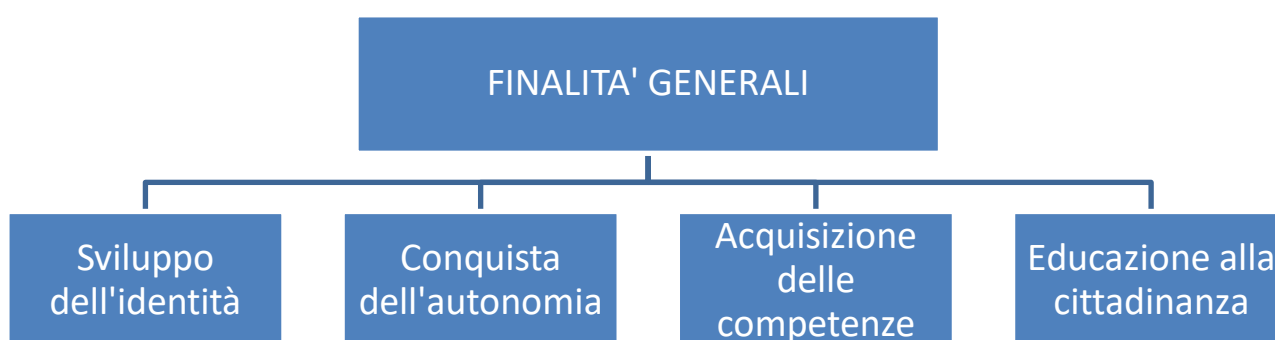 FINALITA' GENERALI
Sviluppo
dell'identità
Conquista
dell'autonomia
Acquisizione
delle
competenze
Educazione alla
cittadinanza